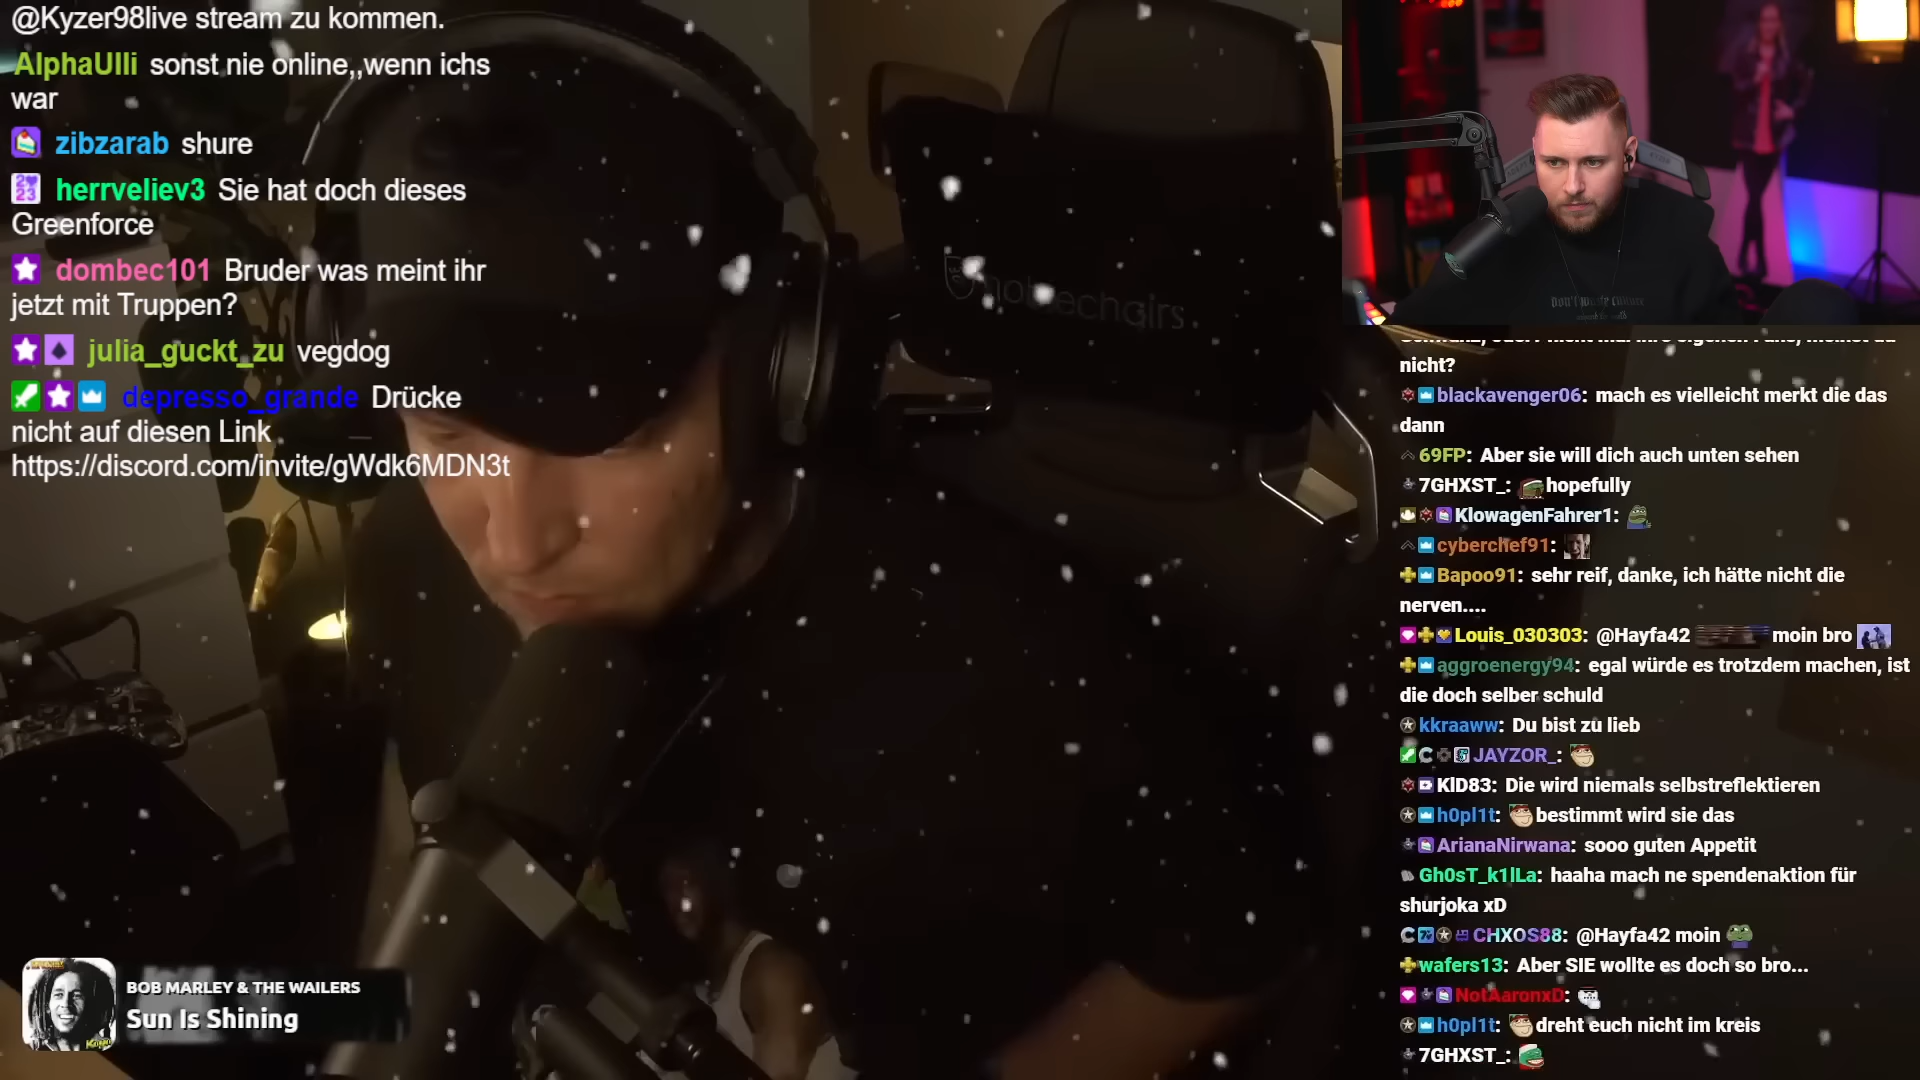 @Kyzer98live stream zu kommen.
AlphaUlli sonst nie online,,wenn ichs
war
zibzarab shure
herrveliev3 Sie hat doch dieses
Greenforce
dombec101 Bruder was meint ihr
jetzt mit Truppen?
julia_guckt_zu vegdog
depresso_grande Drücke
nicht auf diesen Link
https://discord.com/invite/gWdk6MDN3t
noblechairs
BOB MARLEY & THE WAILERS
Sun Is Shining
nicht?
blackavenger06: mach es vielleicht merkt die das
dann
69FP: Aber sie will dich auch unten sehen
7GHXST_: hopefully
KlowagenFahrer1:
cyberchef91:
Bapoo91: sehr reif, danke, ich hätte nicht die
nerven....
Louis_030303: @Hayfa42 moin bro
aggroenergy94: egal würde es trotzdem machen, ist
die doch selber schuld
kkraaww: Du bist zu lieb
JAYZOR_:
KID83: Die wird niemals selbstreflektieren
h0pl1t: bestimmt wird sie das
ArianaNirwana: sooo guten Appetit
Gh0sT_k1lLa: haaha mach ne spendenaktion für
shurjoka xD
CHXOS88: @Hayfa42 moin
wafers13: Aber SIE wollte es doch so bro...
NotAaronxD:
h0pl1t: dreht euch nicht im kreis
7GHXST_: